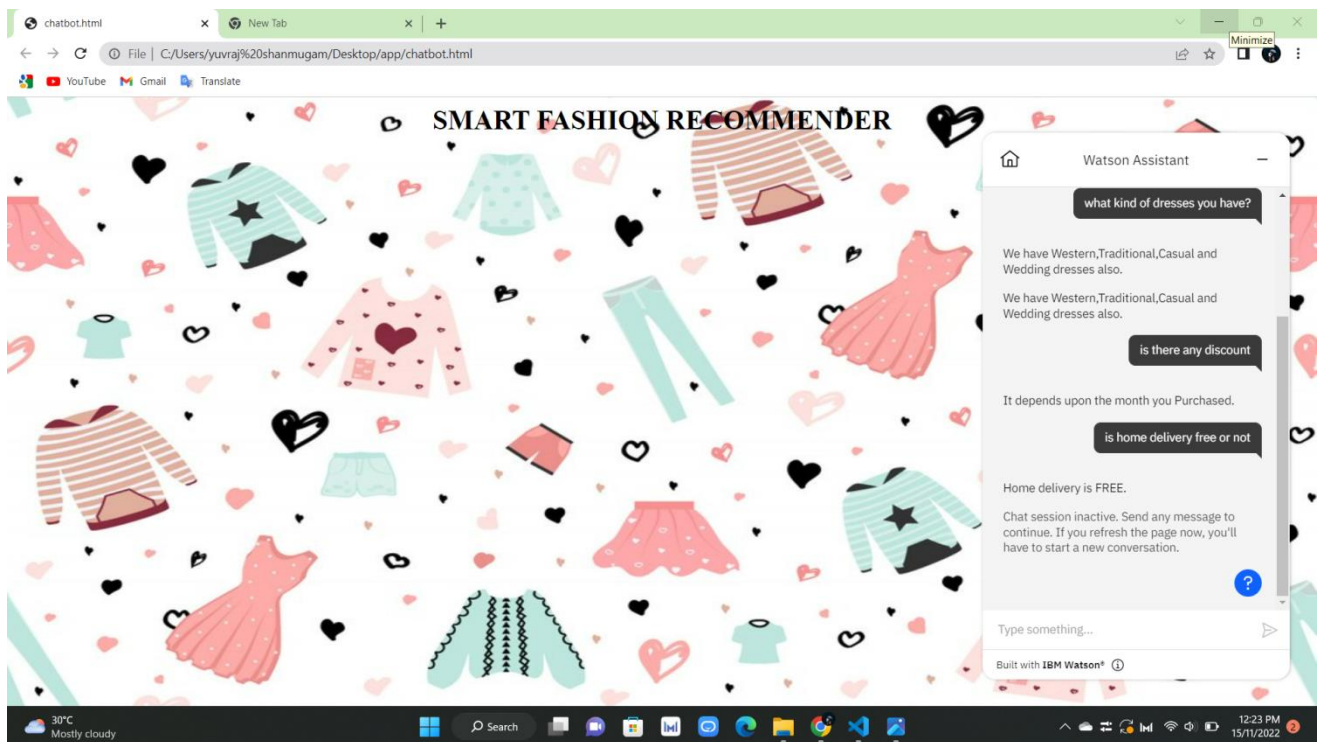 chatbot.html
New Tab
Minimize
File | C:/Users/yuvraj%20shanmugam/Desktop/app/chatbot.html
YouTube Gmail Translate
SMART FASHION RECOMMENDER
Watson Assistant
what kind of dresses you have?
We have Western,Traditional,Casual and
Wedding dresses also.
We have Western,Traditional,Casual and
Wedding dresses also.
is there any discount
It depends upon the month you Purchased.
is home delivery free or not
Home delivery is FREE.
Chat session inactive. Send any message to
continue. If you refresh the page now, you'll
have to start a new conversation.
?
Type something...
Built with IBM Watson®
30°C
Mostly cloudy
Search
12:23 PM
15/11/2022
2